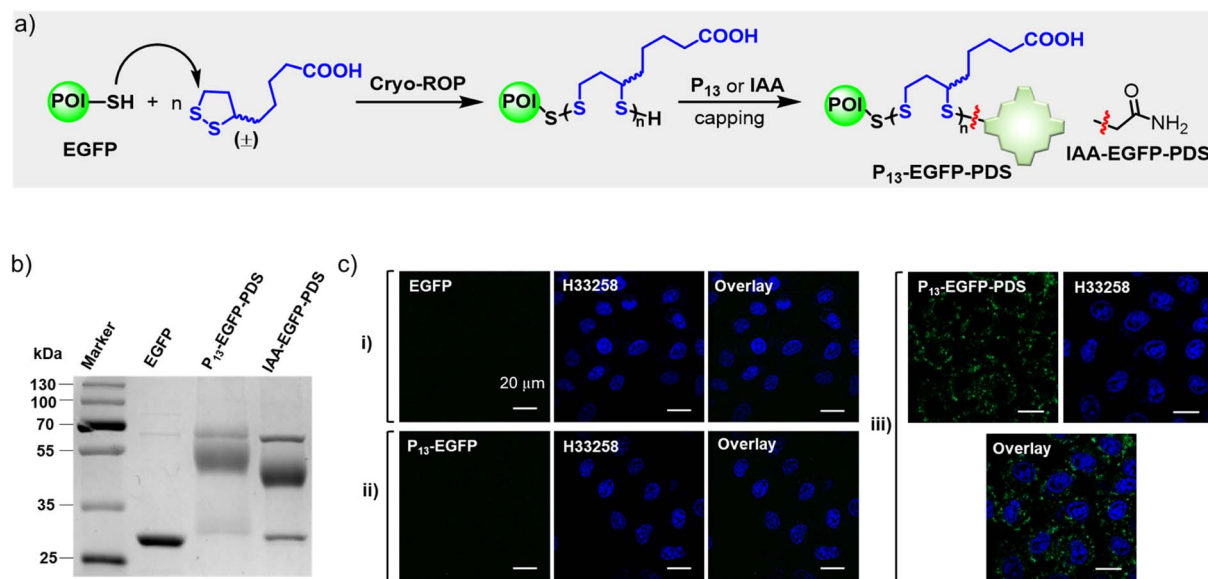 a)
POI SH + n S S (±) COOH
EGFP
Cryo-ROP
POI S S S n H COOH
P13 or IAA
capping
POI S S S n COOH
P13-EGFP-PDS
O NH2
IAA-EGFP-PDS
b)
kDa Marker EGFP P13-EGFP-PDS IAA-EGFP-PDS
130
100
70
55
35
25
c)
i)
EGFP H33258 Overlay
20 μm
ii)
P13-EGFP H33258 Overlay
iii)
P13-EGFP-PDS H33258
Overlay